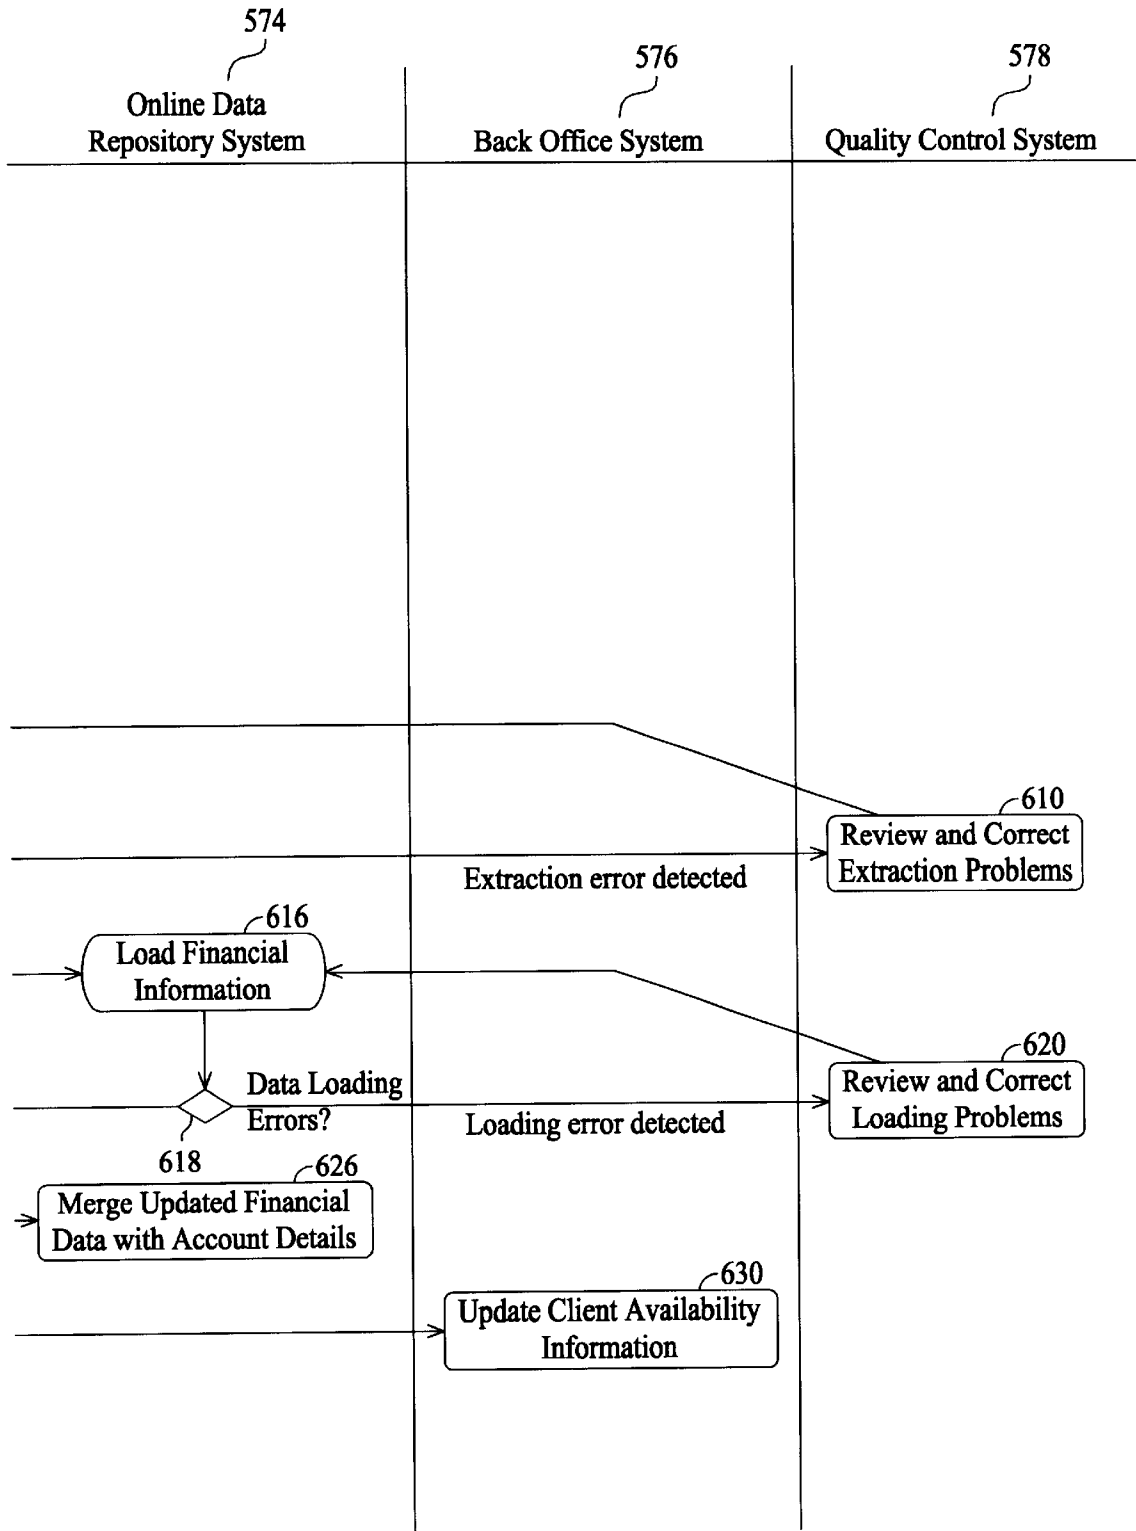 574
576
578
Online Data
Repository System
Back Office System
Quality Control System
610
Review and Correct
Extraction Problems
Extraction error detected
616
Load Financial
Information
620
Review and Correct
Loading Problems
Data Loading
Errors?
Loading error detected
618
626
Merge Updated Financial
Data with Account Details
630
Update Client Availability
Information